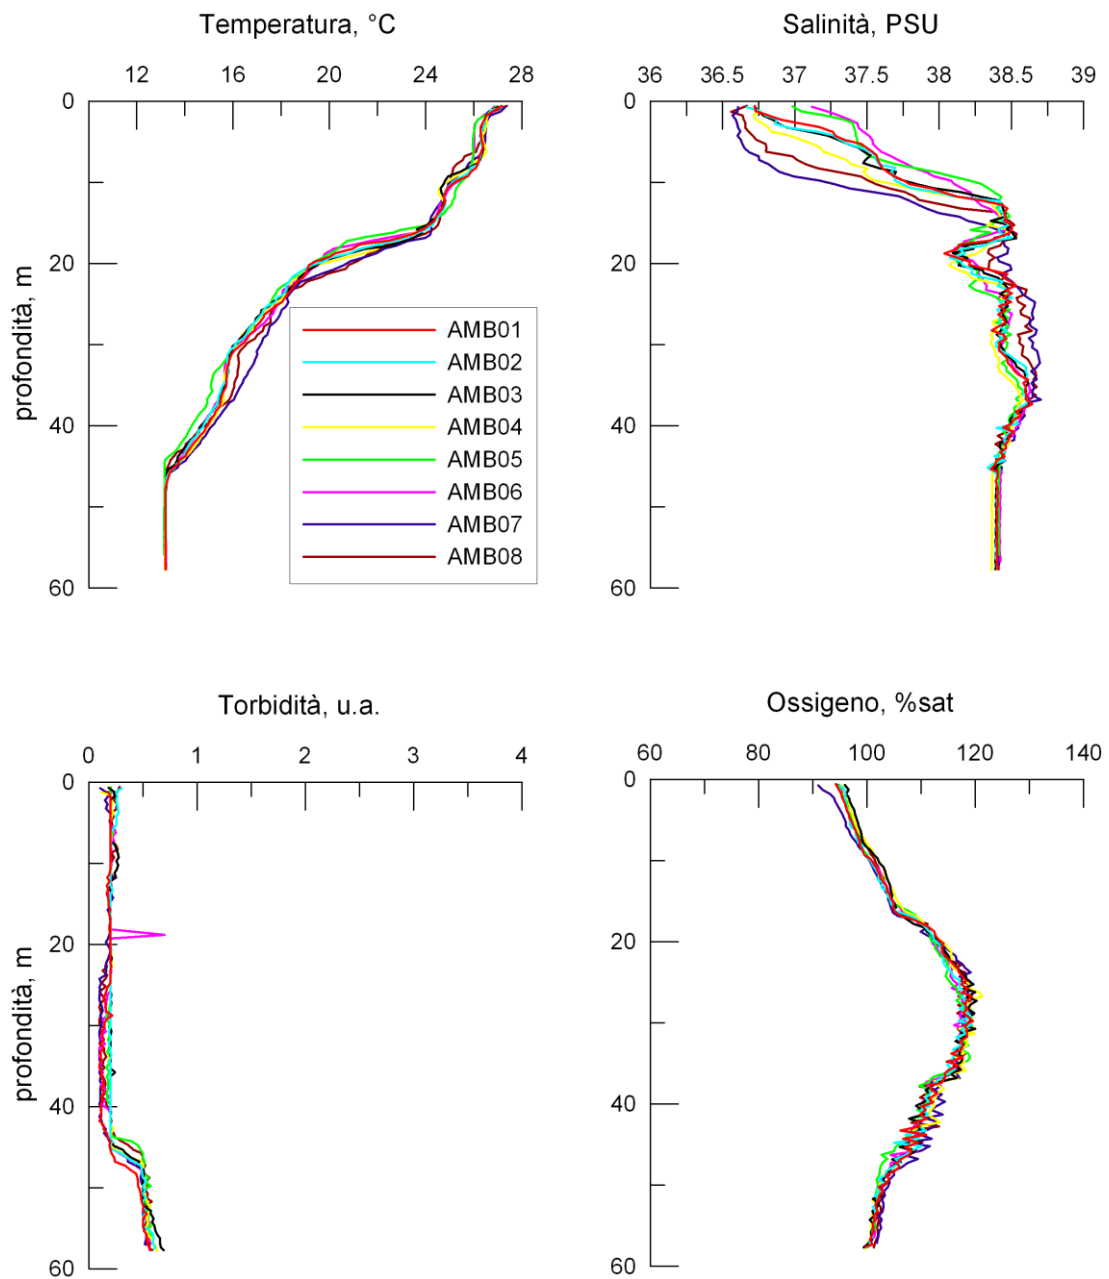 Temperatura, °C
12 16 20 24 28
0
20
40
60
profondità, m
AMB01
AMB02
AMB03
AMB04
AMB05
AMB06
AMB07
AMB08
Salinità, PSU
36 36.5 37 37.5 38 38.5 39
0
20
40
60
Torbidità, u.a.
0 1 2 3 4
0
20
40
60
profondità, m
Ossigeno, %sat
60 80 100 120 140
0
20
40
60